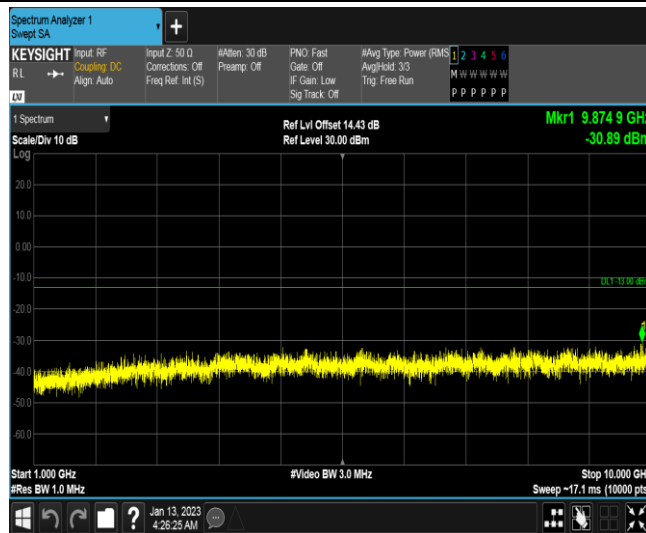 Spectrum Analyzer 1
Swept SA
+
KEYSIGHT
RL
LXI
Input: RF
Coupling: DC
Align: Auto
Input Z: 50 Ω
Corrections: Off
Freq Ref: Int (S)
#Atten: 30 dB
Preamp: Off
PNO: Fast
Gate: Off
IF Gain: Low
Sig Track: Off
#Avg Type: Power (RMS
Avg|Hold: 3/3
Trig: Free Run
1 2 3 4 5 6
M W W W W W
P P P P P P
1 Spectrum
Scale/Div 10 dB
Ref Lvl Offset 14.43 dB
Ref Level 30.00 dBm
Mkr1 9.874 9 GHz
-30.89 dBm
Log
20.0
10.0
0.00
-10.0
DL1 -13.00 dBm
-20.0
-30.0
-40.0
-50.0
-60.0
Start 1.000 GHz
#Res BW 1.0 MHz
#Video BW 3.0 MHz
Stop 10.000 GHz
Sweep ~17.1 ms (10000 pts)
?
Jan 13, 2023
4:26:25 AM